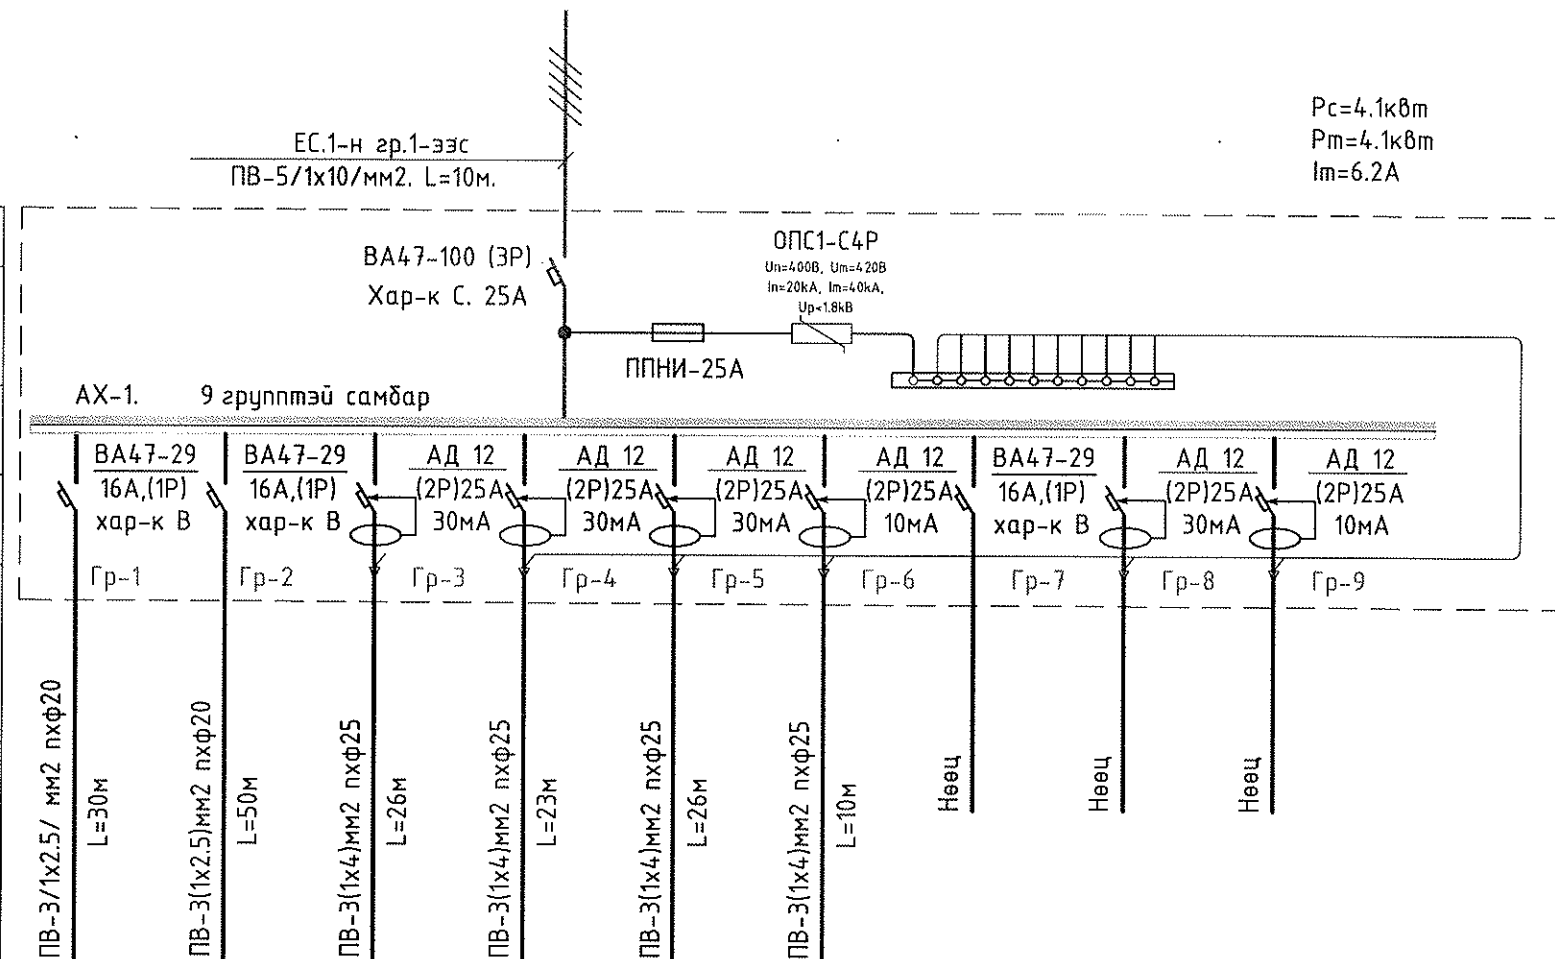 Рс=4.1квт
Рт=4.1квт
Iт=6.2А
ЕС.1-н гр.1-ээс
ПВ-5/1х10/мм2. L=10м.
ВА47-100 (3Р)
Хар-к С. 25А
ОПС1-С4Р
Un=400В, Um=420В
In=20kА, Im=40kА,
Up<1.8kВ
ППНИ-25А
АХ-1. 9 групптэй самбар
ВА47-29
16А,(1Р)
хар-к В
ВА47-29
16А,(1Р)
хар-к В
АД 12
(2Р)25А
30мА
АД 12
(2Р)25А
30мА
АД 12
(2Р)25А
30мА
АД 12
(2Р)25А
10мА
ВА47-29
16А,(1Р)
хар-к В
АД 12
(2Р)25А
30мА
АД 12
(2Р)25А
10мА
Гр-1
Гр-2
Гр-3
Гр-4
Гр-5
Гр-6
Гр-7
Гр-8
Гр-9
ПВ-3/1х2.5/ мм2 пхф20
L=30м
ПВ-3(1х2.5)мм2 пхф20
L=50м
ПВ-3(1х4)мм2 пхф25
L=26м
ПВ-3(1х4)мм2 пхф25
L=23м
ПВ-3(1х4)мм2 пхф25
L=26м
ПВ-3(1х4)мм2 пхф25
L=10м
Нөөц
Нөөц
Нөөц